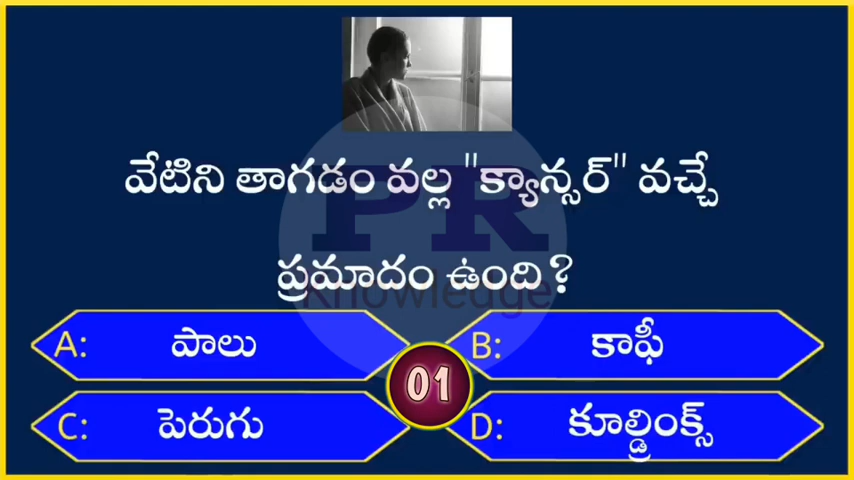 వేటిని తాగడం వల్ల "క్యాన్సర్" వచ్చే
ప్రమాదం ఉంది?
PR
Knowledge
A: పాలు
B: కాఫీ
01
C: పెరుగు
D: కూల్డ్రింక్స్